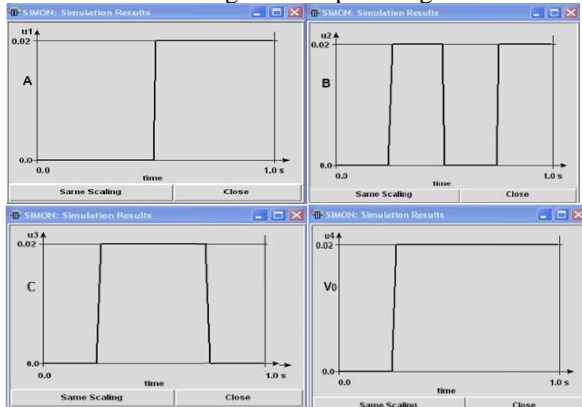 SIMON: Simulation Results
u1
0.02
A
0.0
0.0
1.0 s
time
Same Scaling
Close
SIMON: Simulation Results
u2
0.02
B
0.0
0.0
1.0 s
time
Same Scaling
Close
SIMON: Simulation Results
u3
0.02
C
0.0
0.0
1.0 s
time
Same Scaling
Close
SIMON: Simulation Results
u4
0.02
V0
0.0
0.0
1.0 s
time
Same Scaling
Close